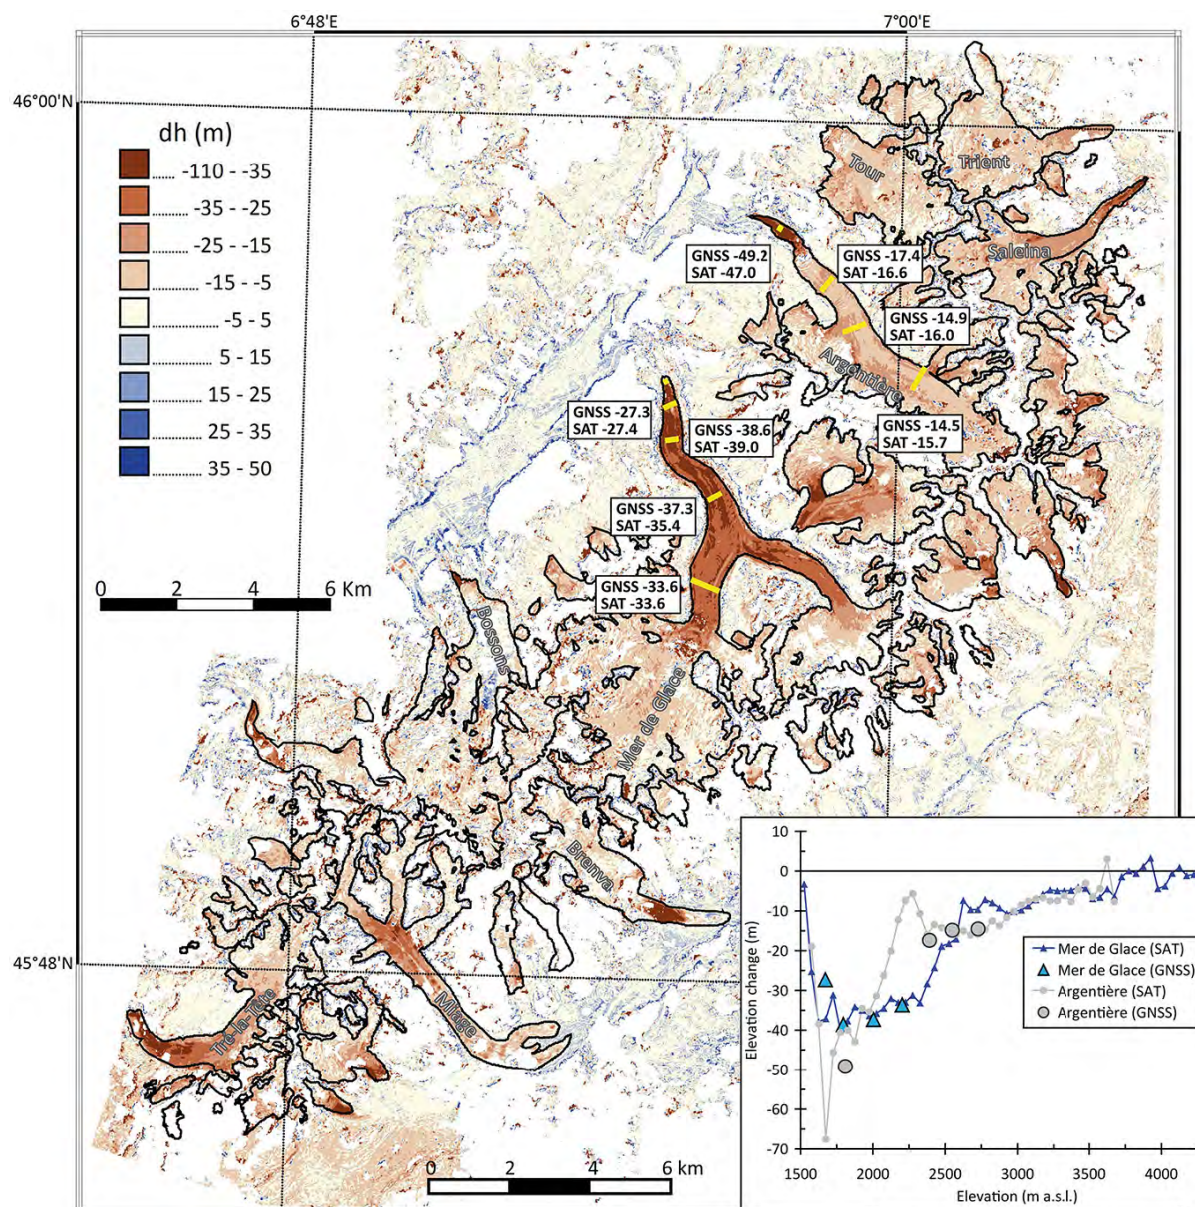 6°48'E
7°00'E
46°00'N
dh (m)
-110 - -35
-35 - -25
-25 - -15
-15 - -5
-5 - 5
5 - 15
15 - 25
25 - 35
35 - 50
Tour
Trient
Saleina
GNSS -49.2
SAT -47.0
GNSS -17.4
SAT -16.6
GNSS -14.9
SAT -16.0
Argentière
GNSS -27.3
SAT -27.4
GNSS -38.6
SAT -39.0
GNSS -14.5
SAT -15.7
GNSS -37.3
SAT -35.4
GNSS -33.6
SAT -33.6
0 2 4 6 Km
Bossons
Mer de Glace
Brenva
45°48'N
Miage
Tré-la-Tête
0 2 4 6 km
10
0
-10
-20
-30
-40
-50
-60
-70
Elevation change (m)
Mer de Glace (SAT)
Mer de Glace (GNSS)
Argentière (SAT)
Argentière (GNSS)
1500 2000 2500 3000 3500 4000
Elevation (m a.s.l.)